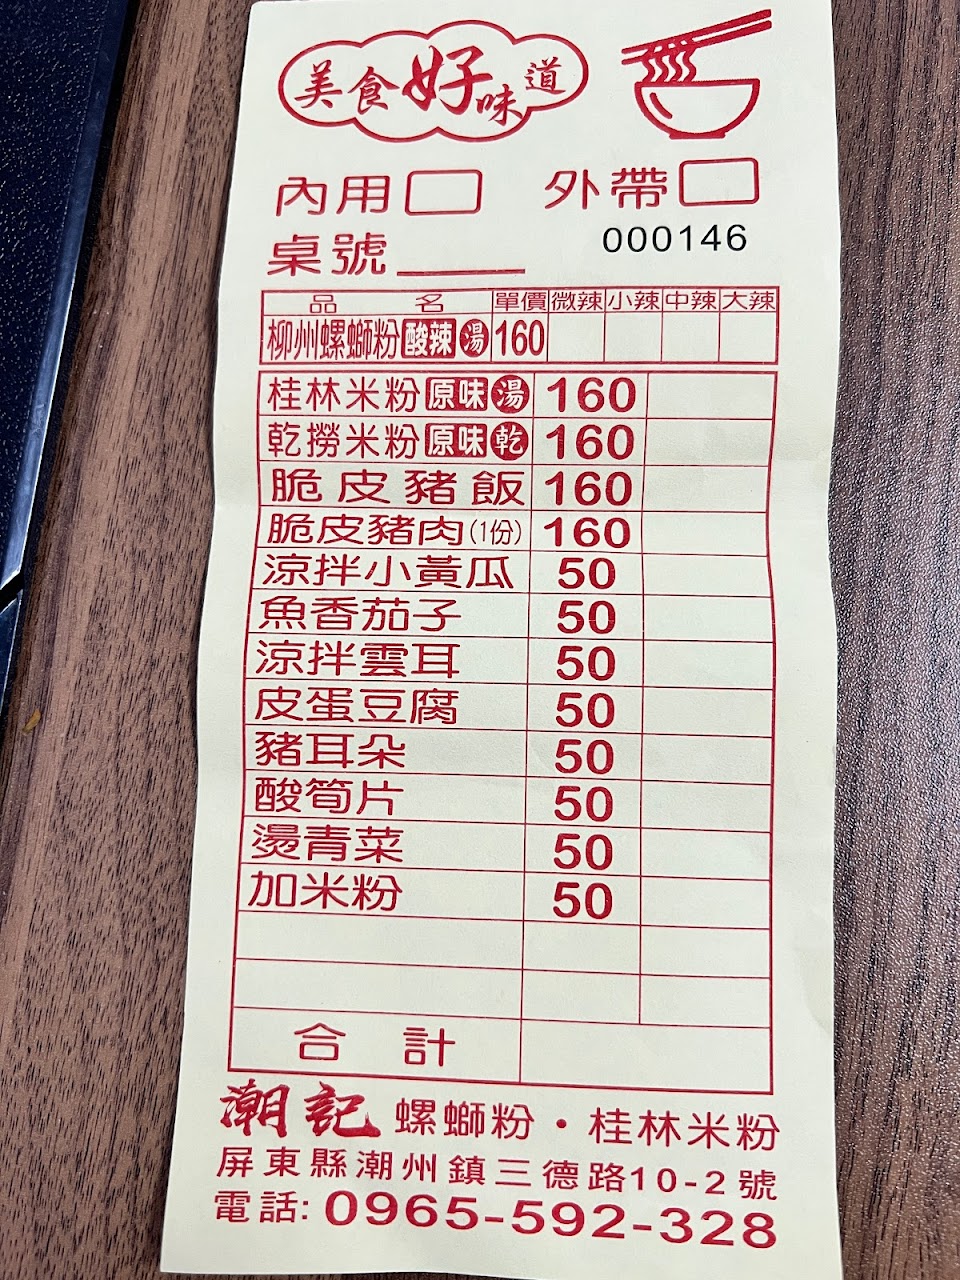 美食好味道
內用 外帶
桌號____ 000146
品名 單價 微辣 小辣 中辣 大辣
柳州螺螄粉 酸辣 湯 160
桂林米粉 原味 湯 160
乾撈米粉 原味 乾 160
脆皮豬飯 160
脆皮豬肉(1份) 160
涼拌小黃瓜 50
魚香茄子 50
涼拌雲耳 50
皮蛋豆腐 50
豬耳朵 50
酸筍片 50
燙青菜 50
加米粉 50
合計
潮記 螺螄粉・桂林米粉
屏東縣潮州鎮三德路10-2號
電話:0965-592-328